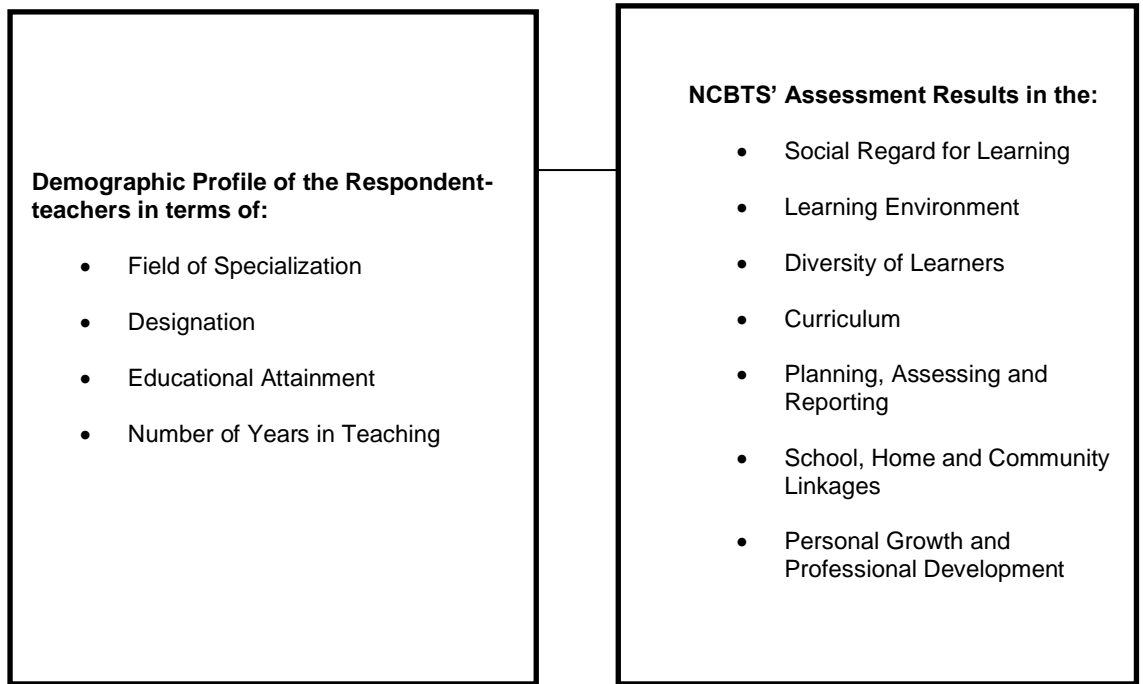 Demographic Profile of the Respondent-
teachers in terms of:
• Field of Specialization
• Designation
• Educational Attainment
• Number of Years in Teaching
NCBTS’ Assessment Results in the:
• Social Regard for Learning
• Learning Environment
• Diversity of Learners
• Curriculum
• Planning, Assessing and
Reporting
• School, Home and Community
Linkages
• Personal Growth and
Professional Development